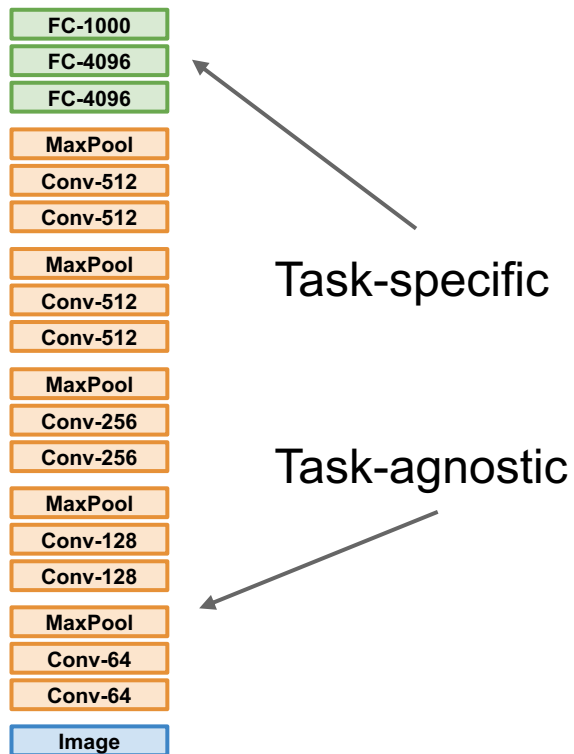 FC-1000
FC-4096
FC-4096
MaxPool
Conv-512
Conv-512
MaxPool
Conv-512
Conv-512
MaxPool
Conv-256
Conv-256
MaxPool
Conv-128
Conv-128
MaxPool
Conv-64
Conv-64
Image
Task-specific
Task-agnostic